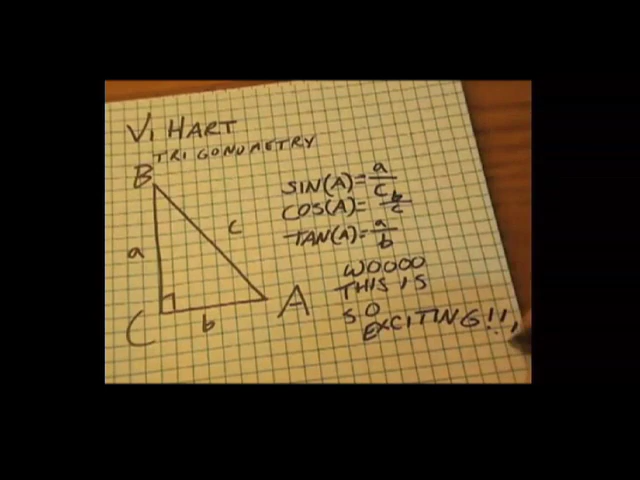 Vi HART
TRIGONOMETRY
B
a
c
C
b
A
SIN(A)=a/c
COS(A)=b/c
TAN(A)=a/b
WOOOO
THIS IS
SO
EXCITING!!,